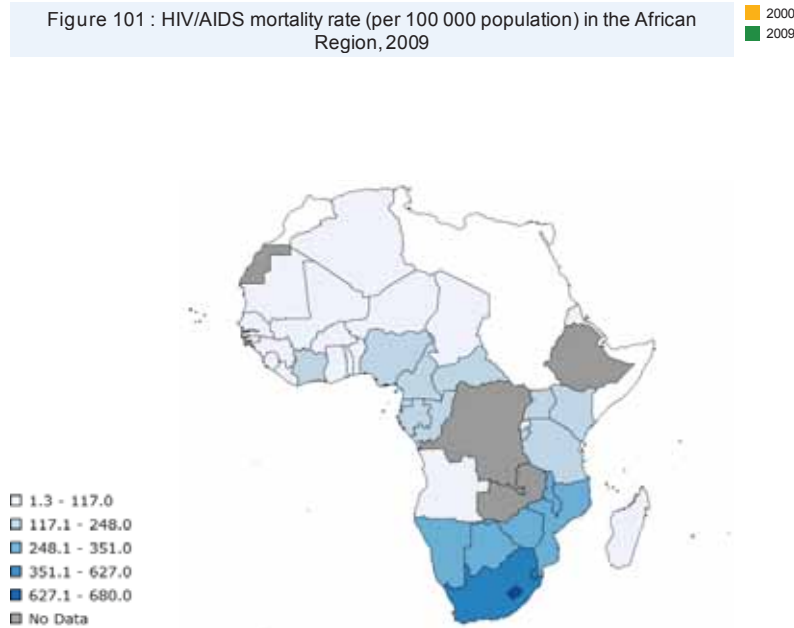 Figure 101 : HIV/AIDS mortality rate (per 100 000 population) in the African
Region, 2009
2000
2009
1.3 - 117.0
117.1 - 248.0
248.1 - 351.0
351.1 - 627.0
627.1 - 680.0
No Data